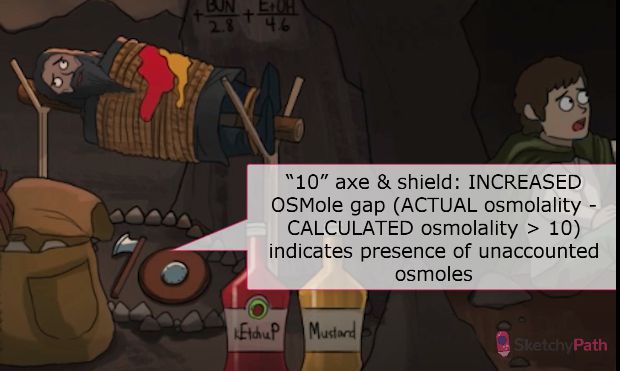 + BUN + EtOH
2.8 4.6
"10" axe & shield: INCREASED
OSMole gap (ACTUAL osmolality -
CALCULATED osmolality > 10)
indicates presence of unaccounted
osmoles
kEtchuP
Mustard
SketchyPath